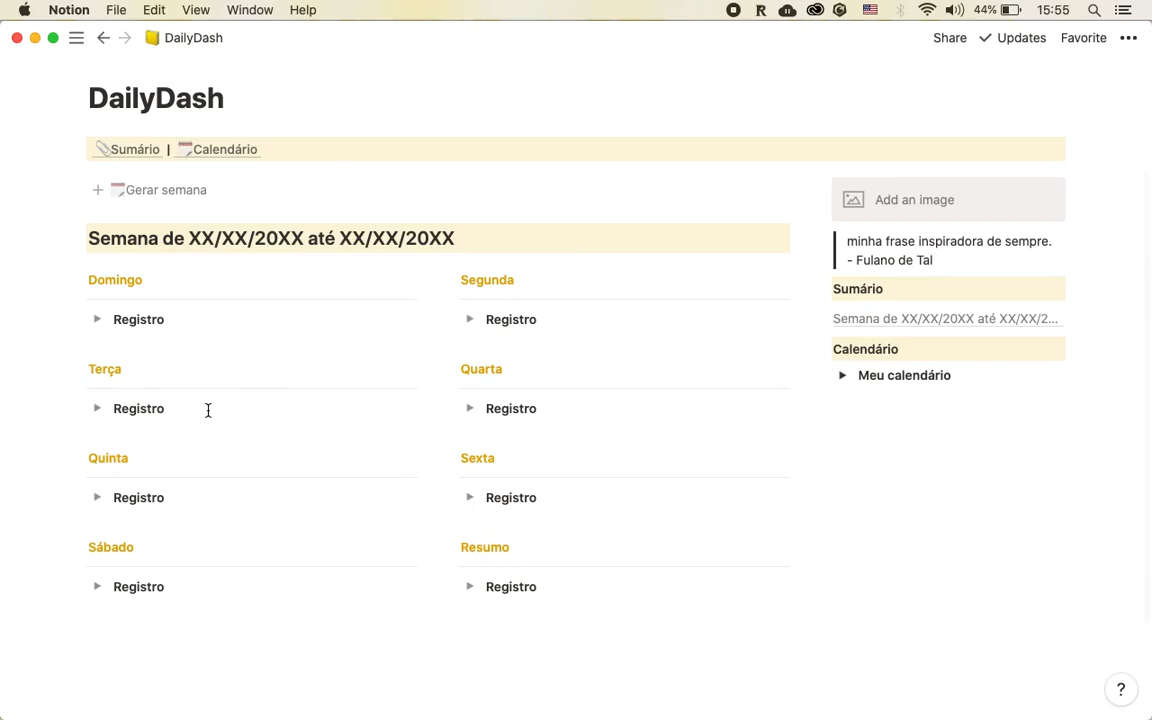 Notion File Edit View Window Help 44% 15:55
DailyDash Share Updates Favorite
DailyDash
Sumário | Calendário
Gerar semana
Semana de XX/XX/20XX até XX/XX/20XX
Domingo
Registro
Segunda
Registro
Terça
Registro
Quarta
Registro
Quinta
Registro
Sexta
Registro
Sábado
Registro
Resumo
Registro
Add an image
minha frase inspiradora de sempre.
- Fulano de Tal
Sumário
Semana de XX/XX/20XX até XX/XX/2...
Calendário
Meu calendário
?